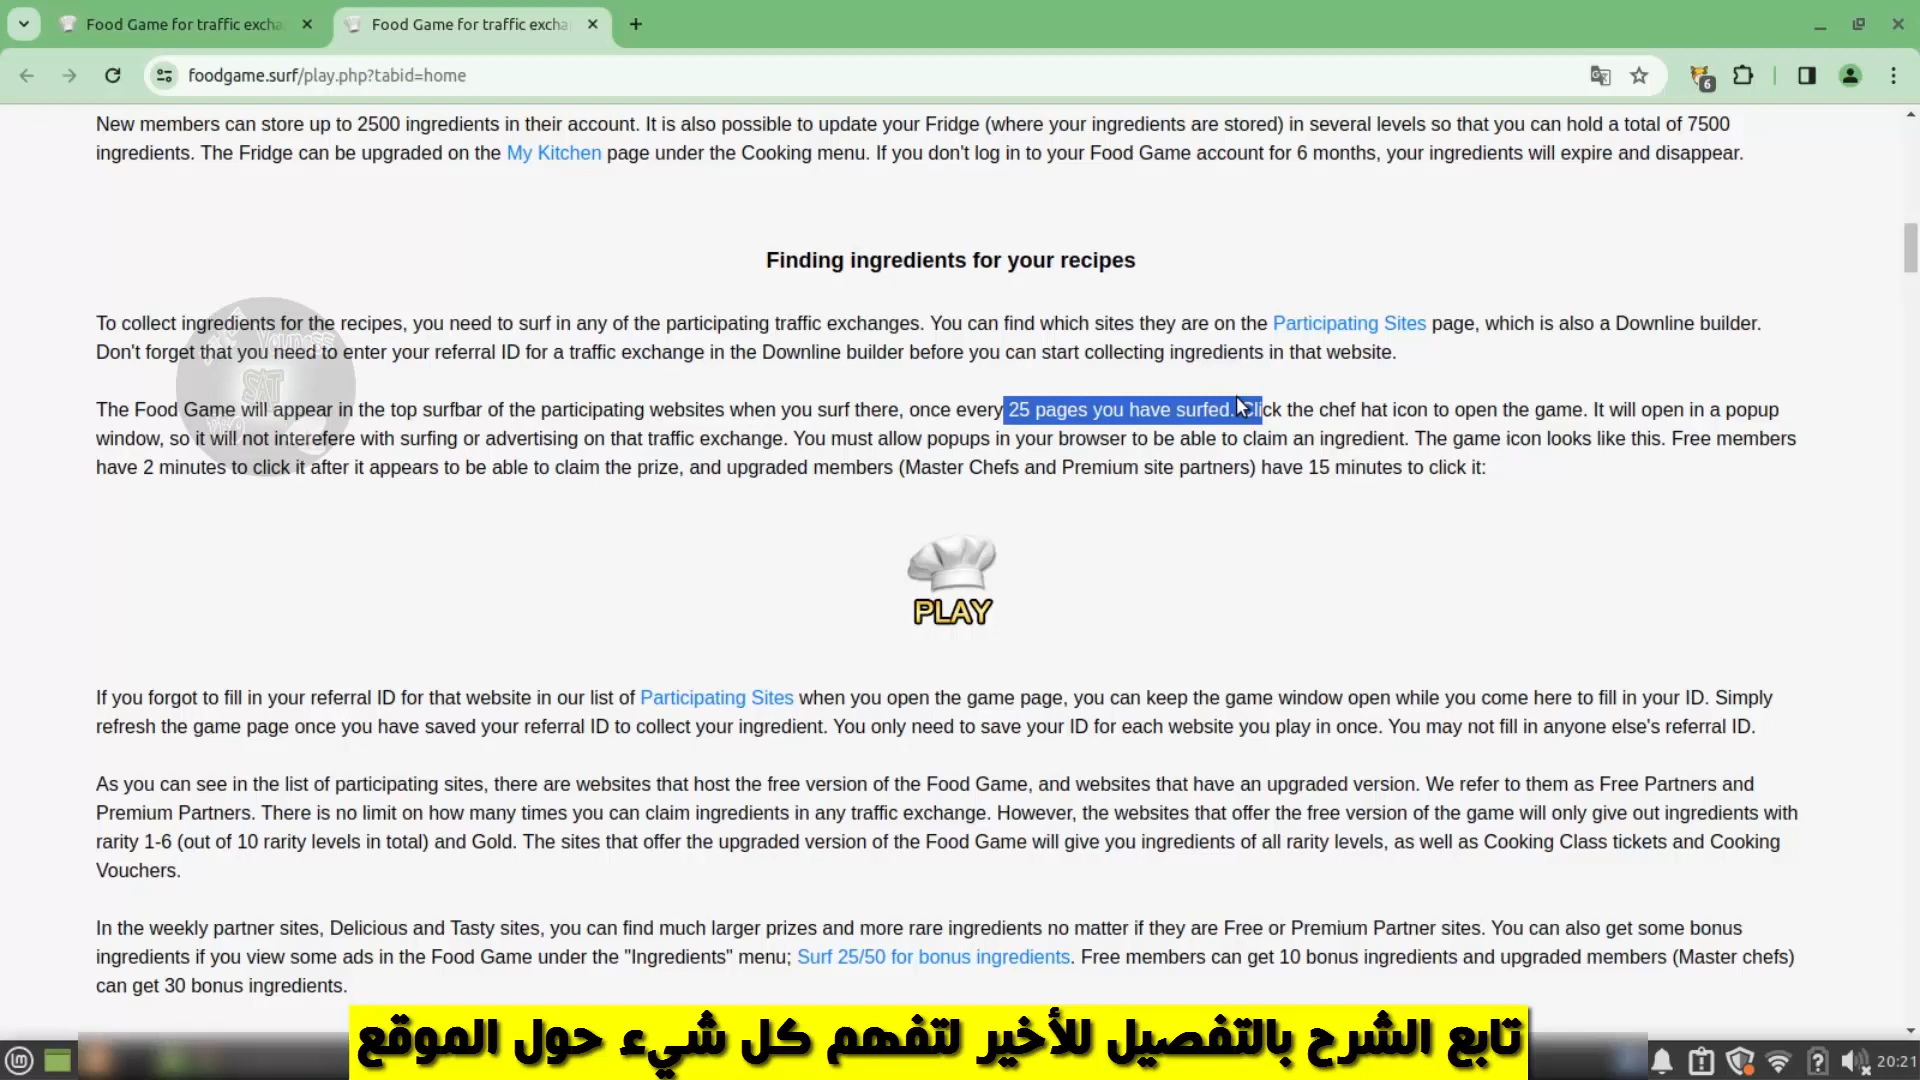 Food Game for traffic excha
Food Game for traffic excha
foodgame.surf/play.php?tabid=home
6
New members can store up to 2500 ingredients in their account. It is also possible to update your Fridge (where your ingredients are stored) in several levels so that you can hold a total of 7500
ingredients. The Fridge can be upgraded on the My Kitchen page under the Cooking menu. If you don't log in to your Food Game account for 6 months, your ingredients will expire and disappear.
Finding ingredients for your recipes
To collect ingredients for the recipes, you need to surf in any of the participating traffic exchanges. You can find which sites they are on the Participating Sites page, which is also a Downline builder.
Don't forget that you need to enter your referral ID for a traffic exchange in the Downline builder before you can start collecting ingredients in that website.
The Food Game will appear in the top surfbar of the participating websites when you surf there, once every 25 pages you have surfed. Click the chef hat icon to open the game. It will open in a popup
window, so it will not interefere with surfing or advertising on that traffic exchange. You must allow popups in your browser to be able to claim an ingredient. The game icon looks like this. Free members
have 2 minutes to click it after it appears to be able to claim the prize, and upgraded members (Master Chefs and Premium site partners) have 15 minutes to click it:
SAT
PLAY
If you forgot to fill in your referral ID for that website in our list of Participating Sites when you open the game page, you can keep the game window open while you come here to fill in your ID. Simply
refresh the game page once you have saved your referral ID to collect your ingredient. You only need to save your ID for each website you play in once. You may not fill in anyone else's referral ID.
As you can see in the list of participating sites, there are websites that host the free version of the Food Game, and websites that have an upgraded version. We refer to them as Free Partners and
Premium Partners. There is no limit on how many times you can claim ingredients in any traffic exchange. However, the websites that offer the free version of the game will only give out ingredients with
rarity 1-6 (out of 10 rarity levels in total) and Gold. The sites that offer the upgraded version of the Food Game will give you ingredients of all rarity levels, as well as Cooking Class tickets and Cooking
Vouchers.
In the weekly partner sites, Delicious and Tasty sites, you can find much larger prizes and more rare ingredients no matter if they are Free or Premium Partner sites. You can also get some bonus
ingredients if you view some ads in the Food Game under the "Ingredients" menu; Surf 25/50 for bonus ingredients. Free members can get 10 bonus ingredients and upgraded members (Master chefs)
can get 30 bonus ingredients.
تابع الشرح بالتفصيل للأخير لتفهم كل شيء حول الموقع
20:21